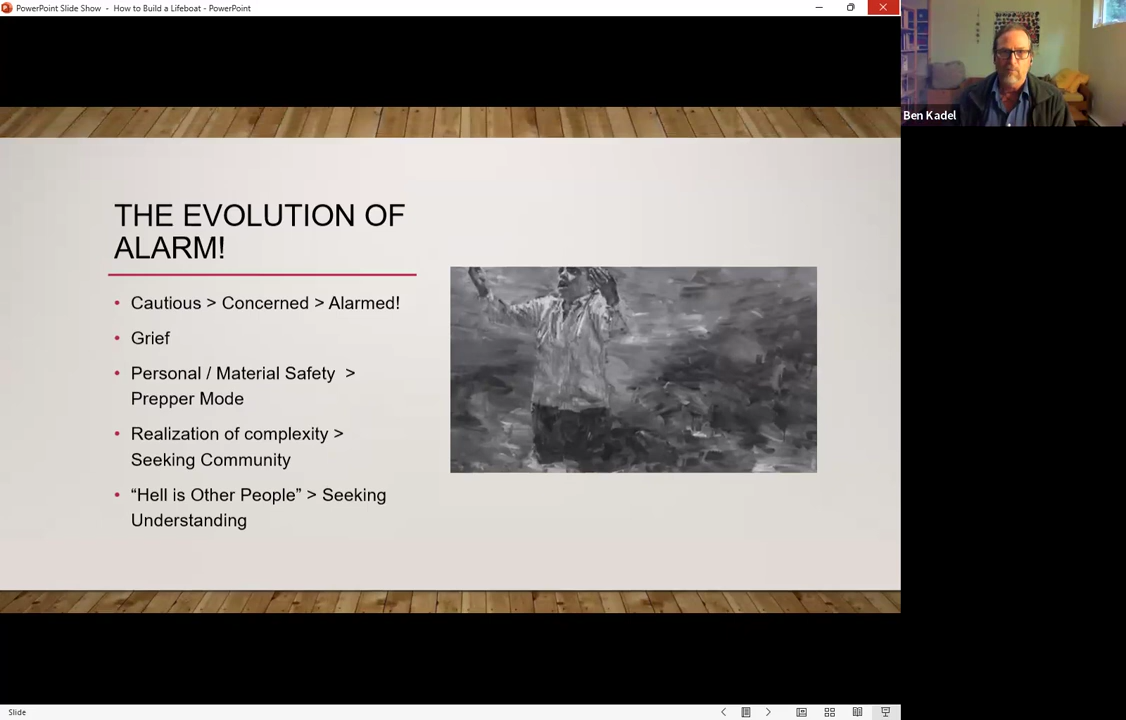 PowerPoint Slide Show - How to Build a Lifeboat - PowerPoint
Ben Kadel
THE EVOLUTION OF
ALARM!
• Cautious > Concerned > Alarmed!
• Grief
• Personal / Material Safety >
Prepper Mode
• Realization of complexity >
Seeking Community
• “Hell is Other People” > Seeking
Understanding
Slide